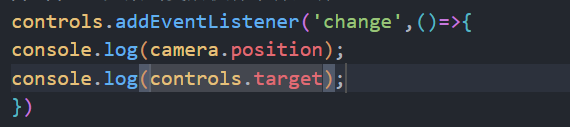 controls.addEventListener('change',()=>{
console.log(camera.position);
console.log(controls.target);
})